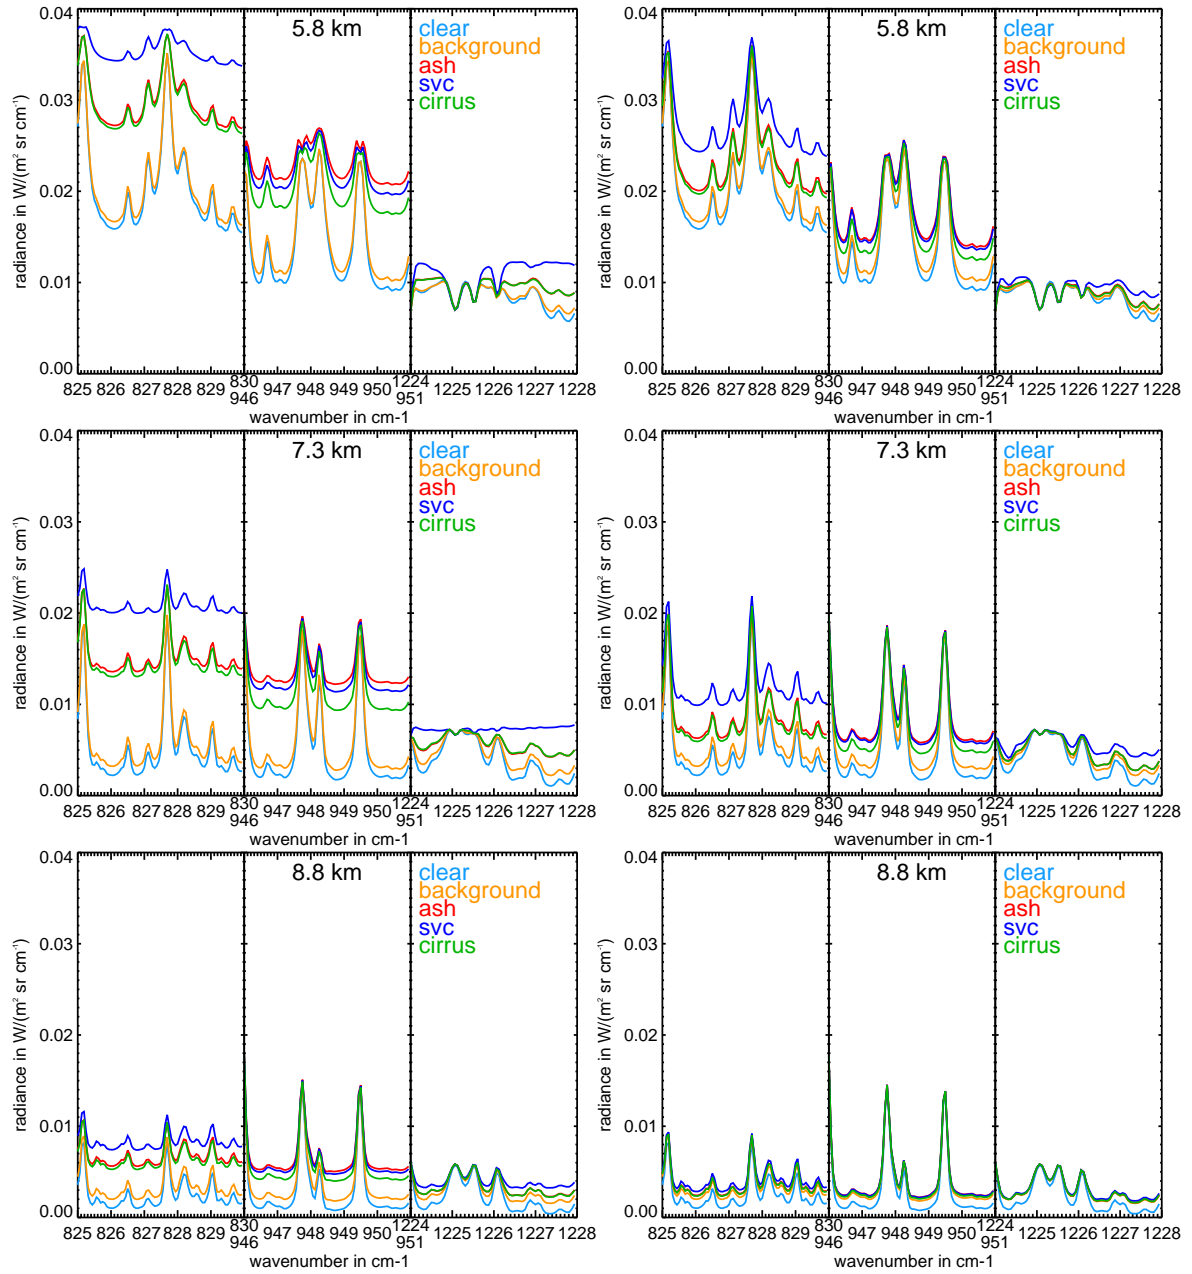 0.04
0.03
0.02
0.01
0.00
radiance in W/(m² sr cm⁻¹)
5.8 km
clear
background
ash
svc
cirrus
825 826 827 828 829 830 947 948 949 950 1224 1225 1226 1227 1228
946 951
wavenumber in cm-1
0.04
0.03
0.02
0.01
0.00
radiance in W/(m² sr cm⁻¹)
5.8 km
clear
background
ash
svc
cirrus
825 826 827 828 829 830 947 948 949 950 1224 1225 1226 1227 1228
946 951
wavenumber in cm-1
0.04
0.03
0.02
0.01
0.00
radiance in W/(m² sr cm⁻¹)
7.3 km
clear
background
ash
svc
cirrus
825 826 827 828 829 830 947 948 949 950 1224 1225 1226 1227 1228
946 951
wavenumber in cm-1
0.04
0.03
0.02
0.01
0.00
radiance in W/(m² sr cm⁻¹)
7.3 km
clear
background
ash
svc
cirrus
825 826 827 828 829 830 947 948 949 950 1224 1225 1226 1227 1228
946 951
wavenumber in cm-1
0.04
0.03
0.02
0.01
0.00
radiance in W/(m² sr cm⁻¹)
8.8 km
clear
background
ash
svc
cirrus
825 826 827 828 829 830 947 948 949 950 1224 1225 1226 1227 1228
946 951
wavenumber in cm-1
0.04
0.03
0.02
0.01
0.00
radiance in W/(m² sr cm⁻¹)
8.8 km
clear
background
ash
svc
cirrus
825 826 827 828 829 830 947 948 949 950 1224 1225 1226 1227 1228
946 951
wavenumber in cm-1